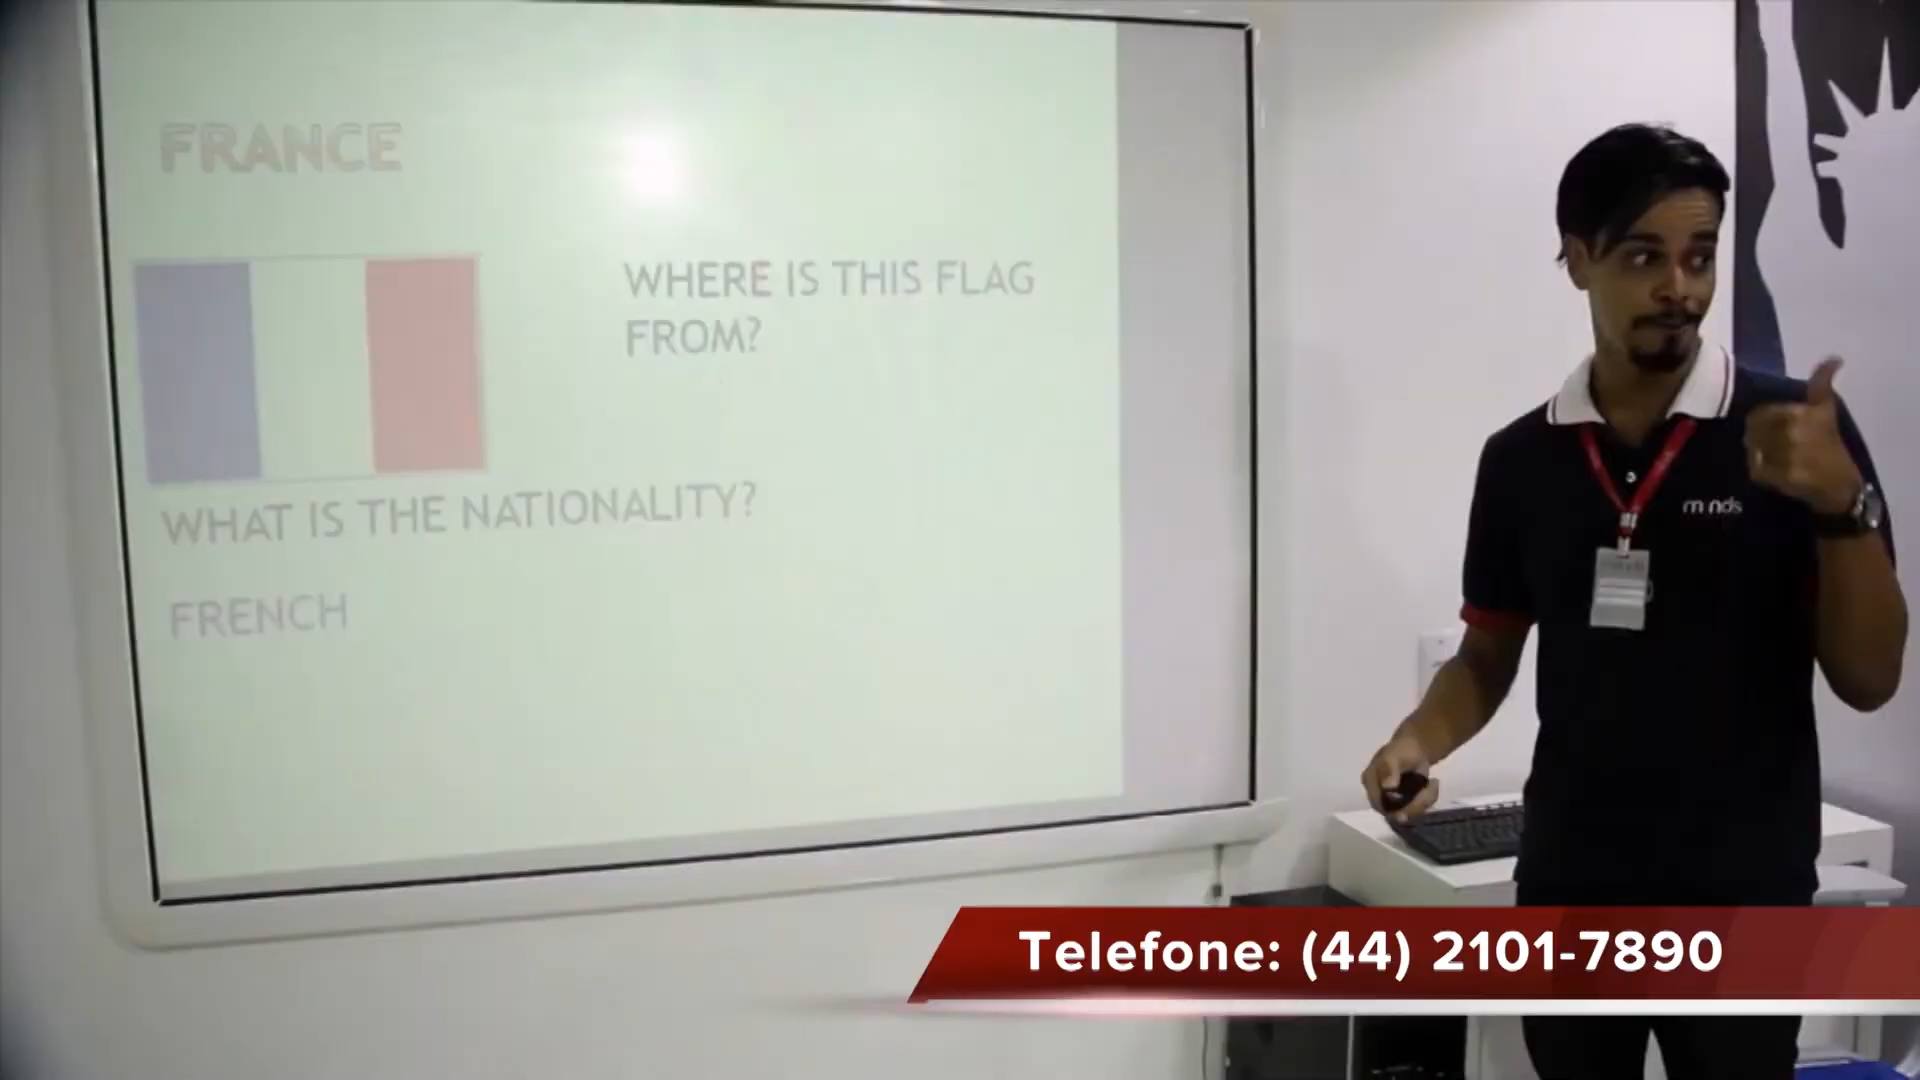 FRANCE
WHERE IS THIS FLAG
FROM?
WHAT IS THE NATIONALITY?
FRENCH
minds
Telefone: (44) 2101-7890